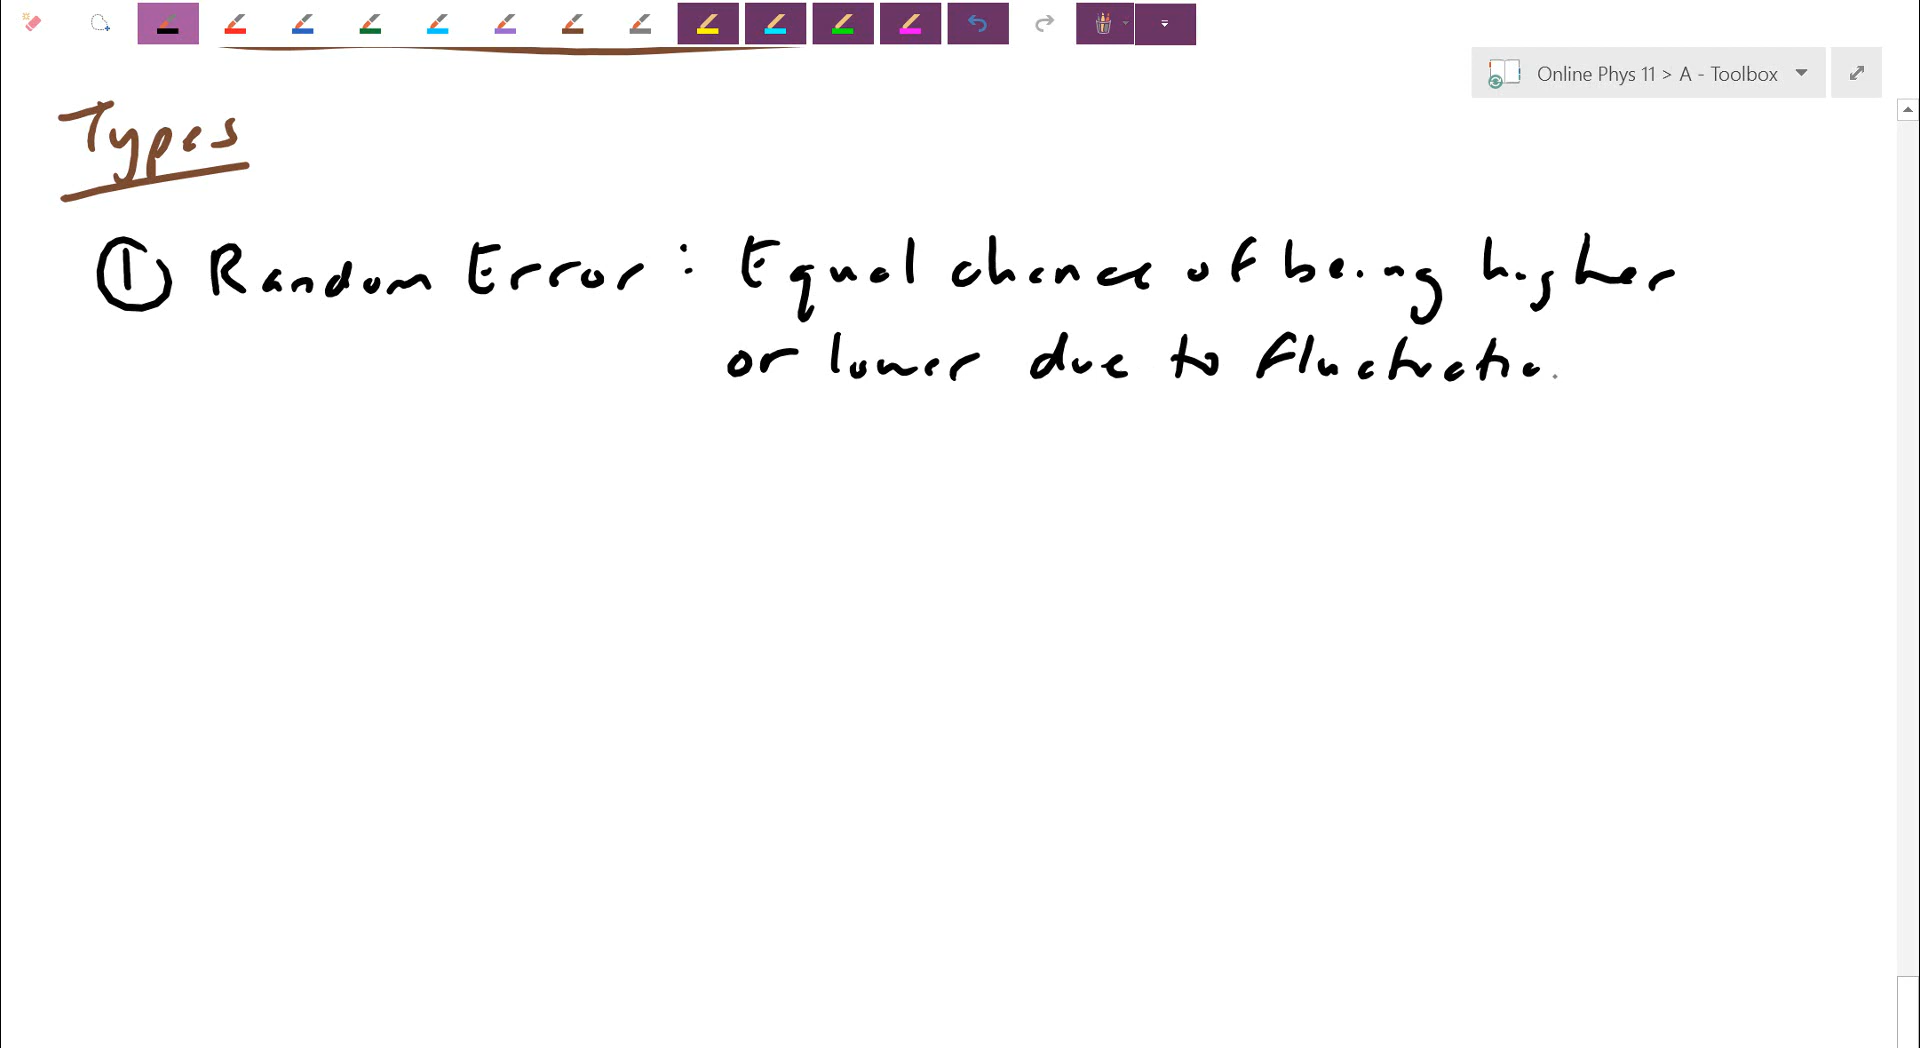 Online Phys 11 > A - Toolbox
Types
① Random Error : Equal chance of being higher
or lower due to fluctuatio